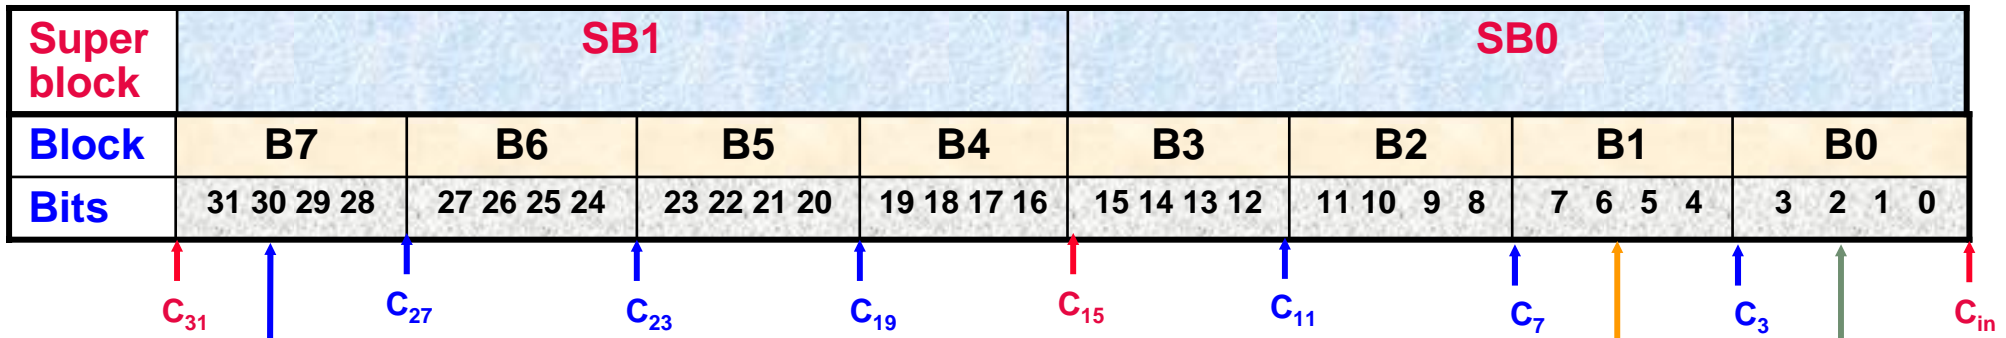 Super block SB1 SB0
Block B7 B6 B5 B4 B3 B2 B1 B0
Bits 31 30 29 28 27 26 25 24 23 22 21 20 19 18 17 16 15 14 13 12 11 10 9 8 7 6 5 4 3 2 1 0
C31 C27 C23 C19 C15 C11 C7 C3 Cin